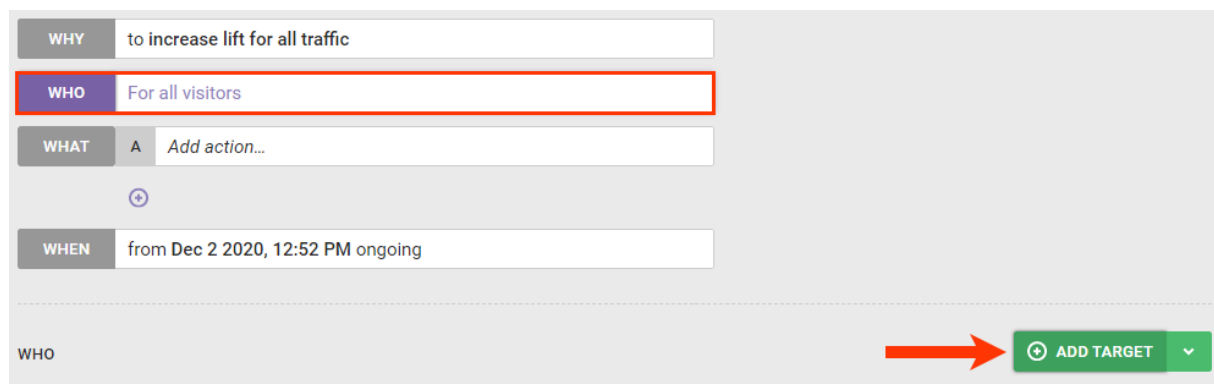 WHY to increase lift for all traffic
WHO For all visitors
WHAT A Add action...
WHEN from Dec 2 2020, 12:52 PM ongoing
WHO ADD TARGET